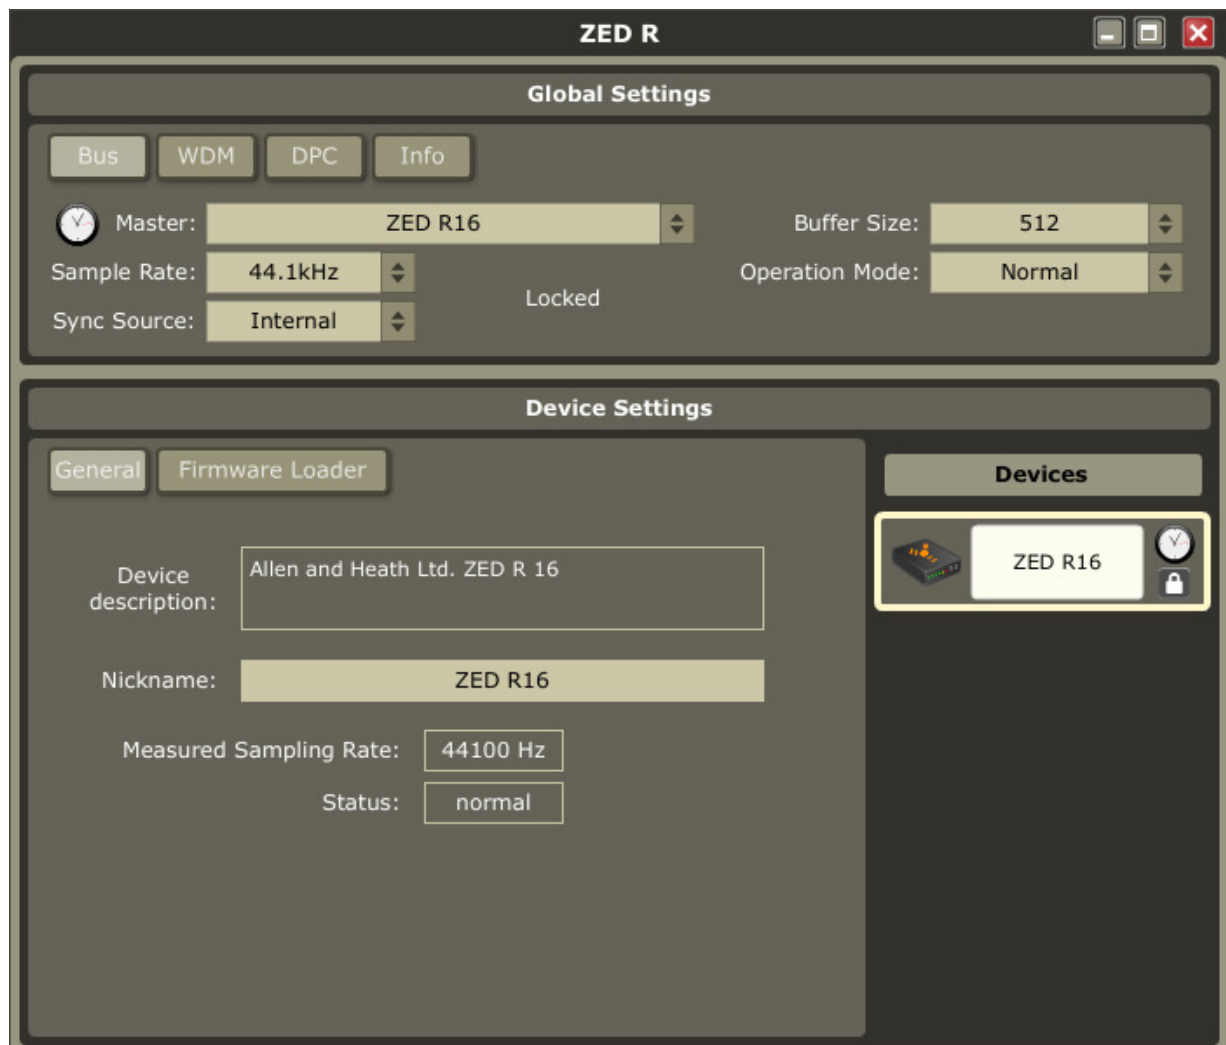 ZED R
Global Settings
Bus WDM DPC Info
Master: ZED R16 Buffer Size: 512
Sample Rate: 44.1kHz Operation Mode: Normal
Locked
Sync Source: Internal
Device Settings
General Firmware Loader
Devices
ZED R16
Device
description:
Allen and Heath Ltd. ZED R 16
Nickname: ZED R16
Measured Sampling Rate: 44100 Hz
Status: normal